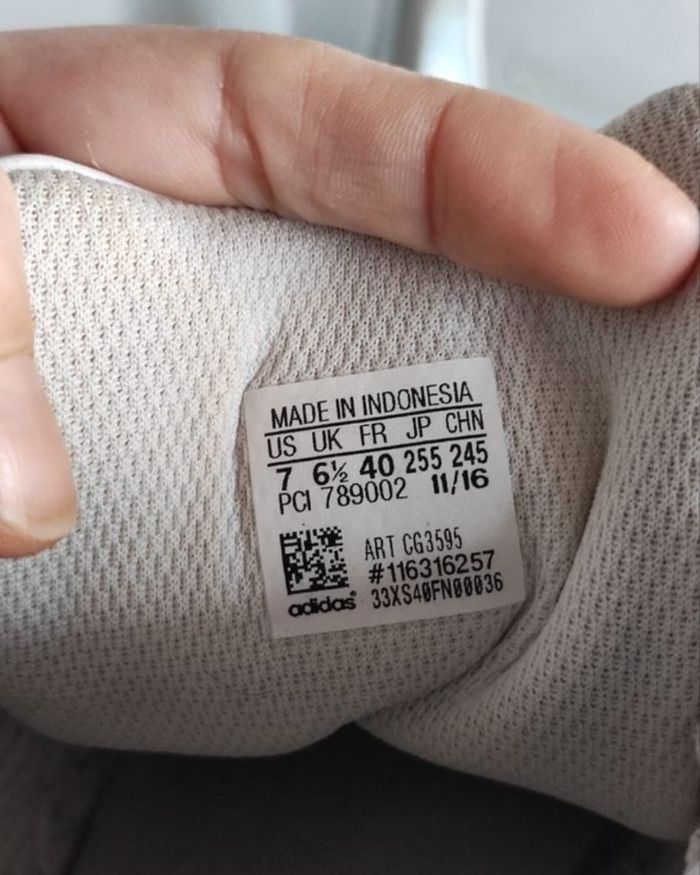 MADE IN INDONESIA
US UK FR JP CHN
7 6½ 40 255 245
PCI 789002 11/16
ART CG3595
#116316257
adidas 33XS40FN00036